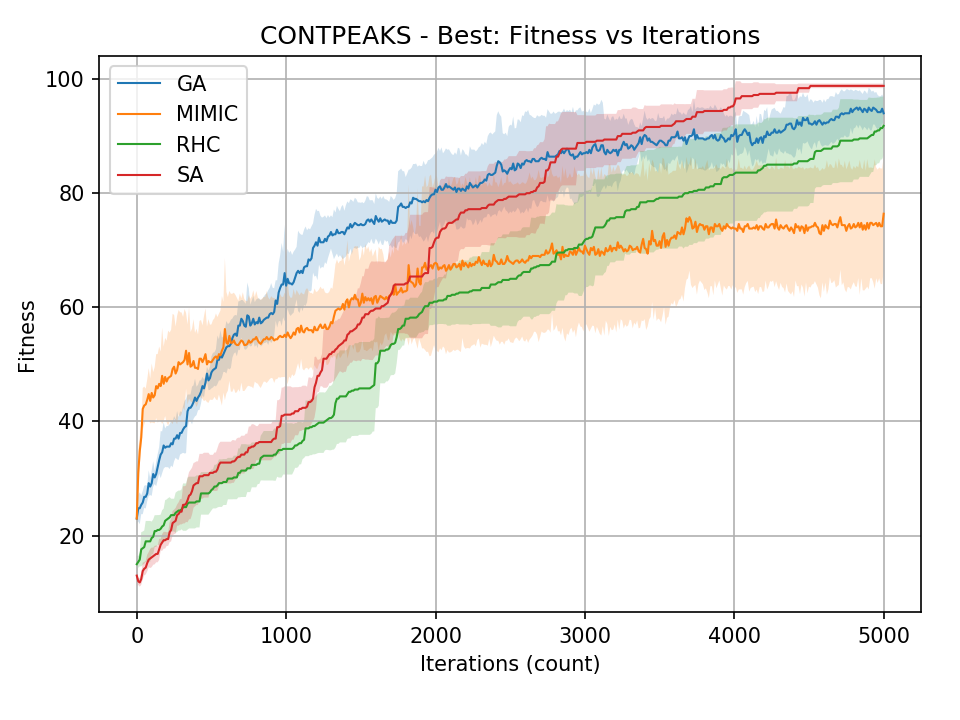 CONTPEAKS - Best: Fitness vs Iterations
100
80
60
40
20
Fitness
GA
MIMIC
RHC
SA
0
1000
2000
3000
4000
5000
Iterations (count)